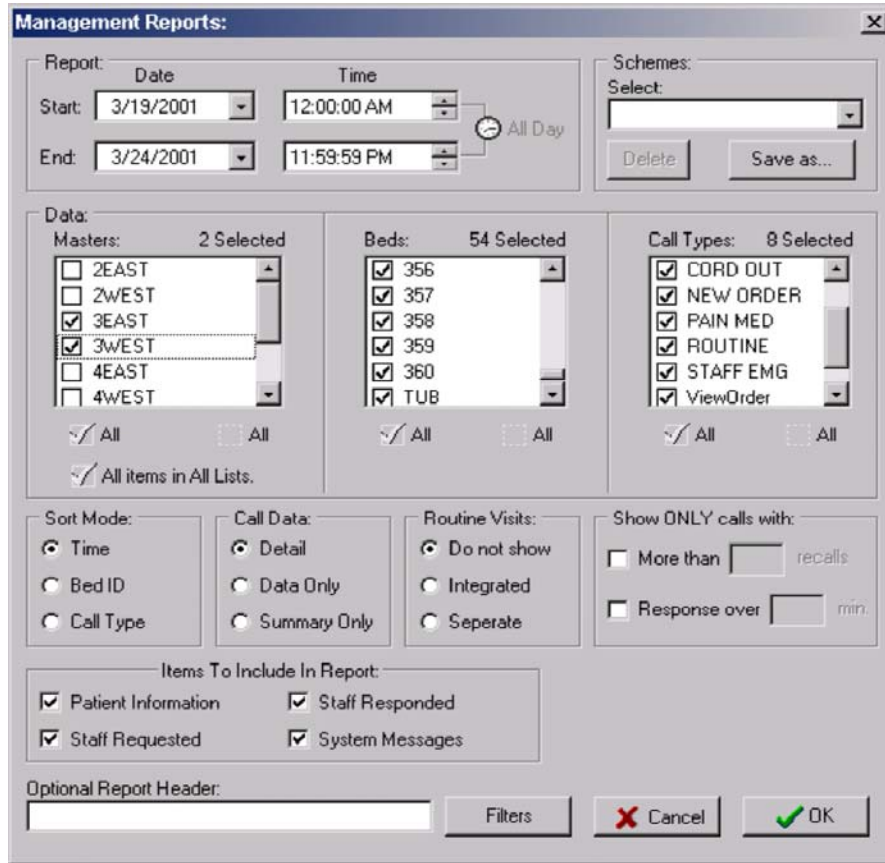 Management Reports:
Report:
Date Time
Start: 3/19/2001 12:00:00 AM
All Day
End: 3/24/2001 11:59:59 PM
Schemes:
Select:
Delete Save as...
Data:
Masters: 2 Selected
2EAST
2WEST
3EAST
3WEST
4EAST
4WEST
All All
All items in All Lists.
Beds: 54 Selected
356
357
358
359
360
TUB
All All
Call Types: 8 Selected
CORD OUT
NEW ORDER
PAIN MED
ROUTINE
STAFF EMG
ViewOrder
All All
Sort Mode:
Time
Bed ID
Call Type
Call Data:
Detail
Data Only
Summary Only
Routine Visits:
Do not show
Integrated
Seperate
Show ONLY calls with:
More than recalls
Response over min.
Items To Include In Report:
Patient Information Staff Responded
Staff Requested System Messages
Optional Report Header:
Filters Cancel OK